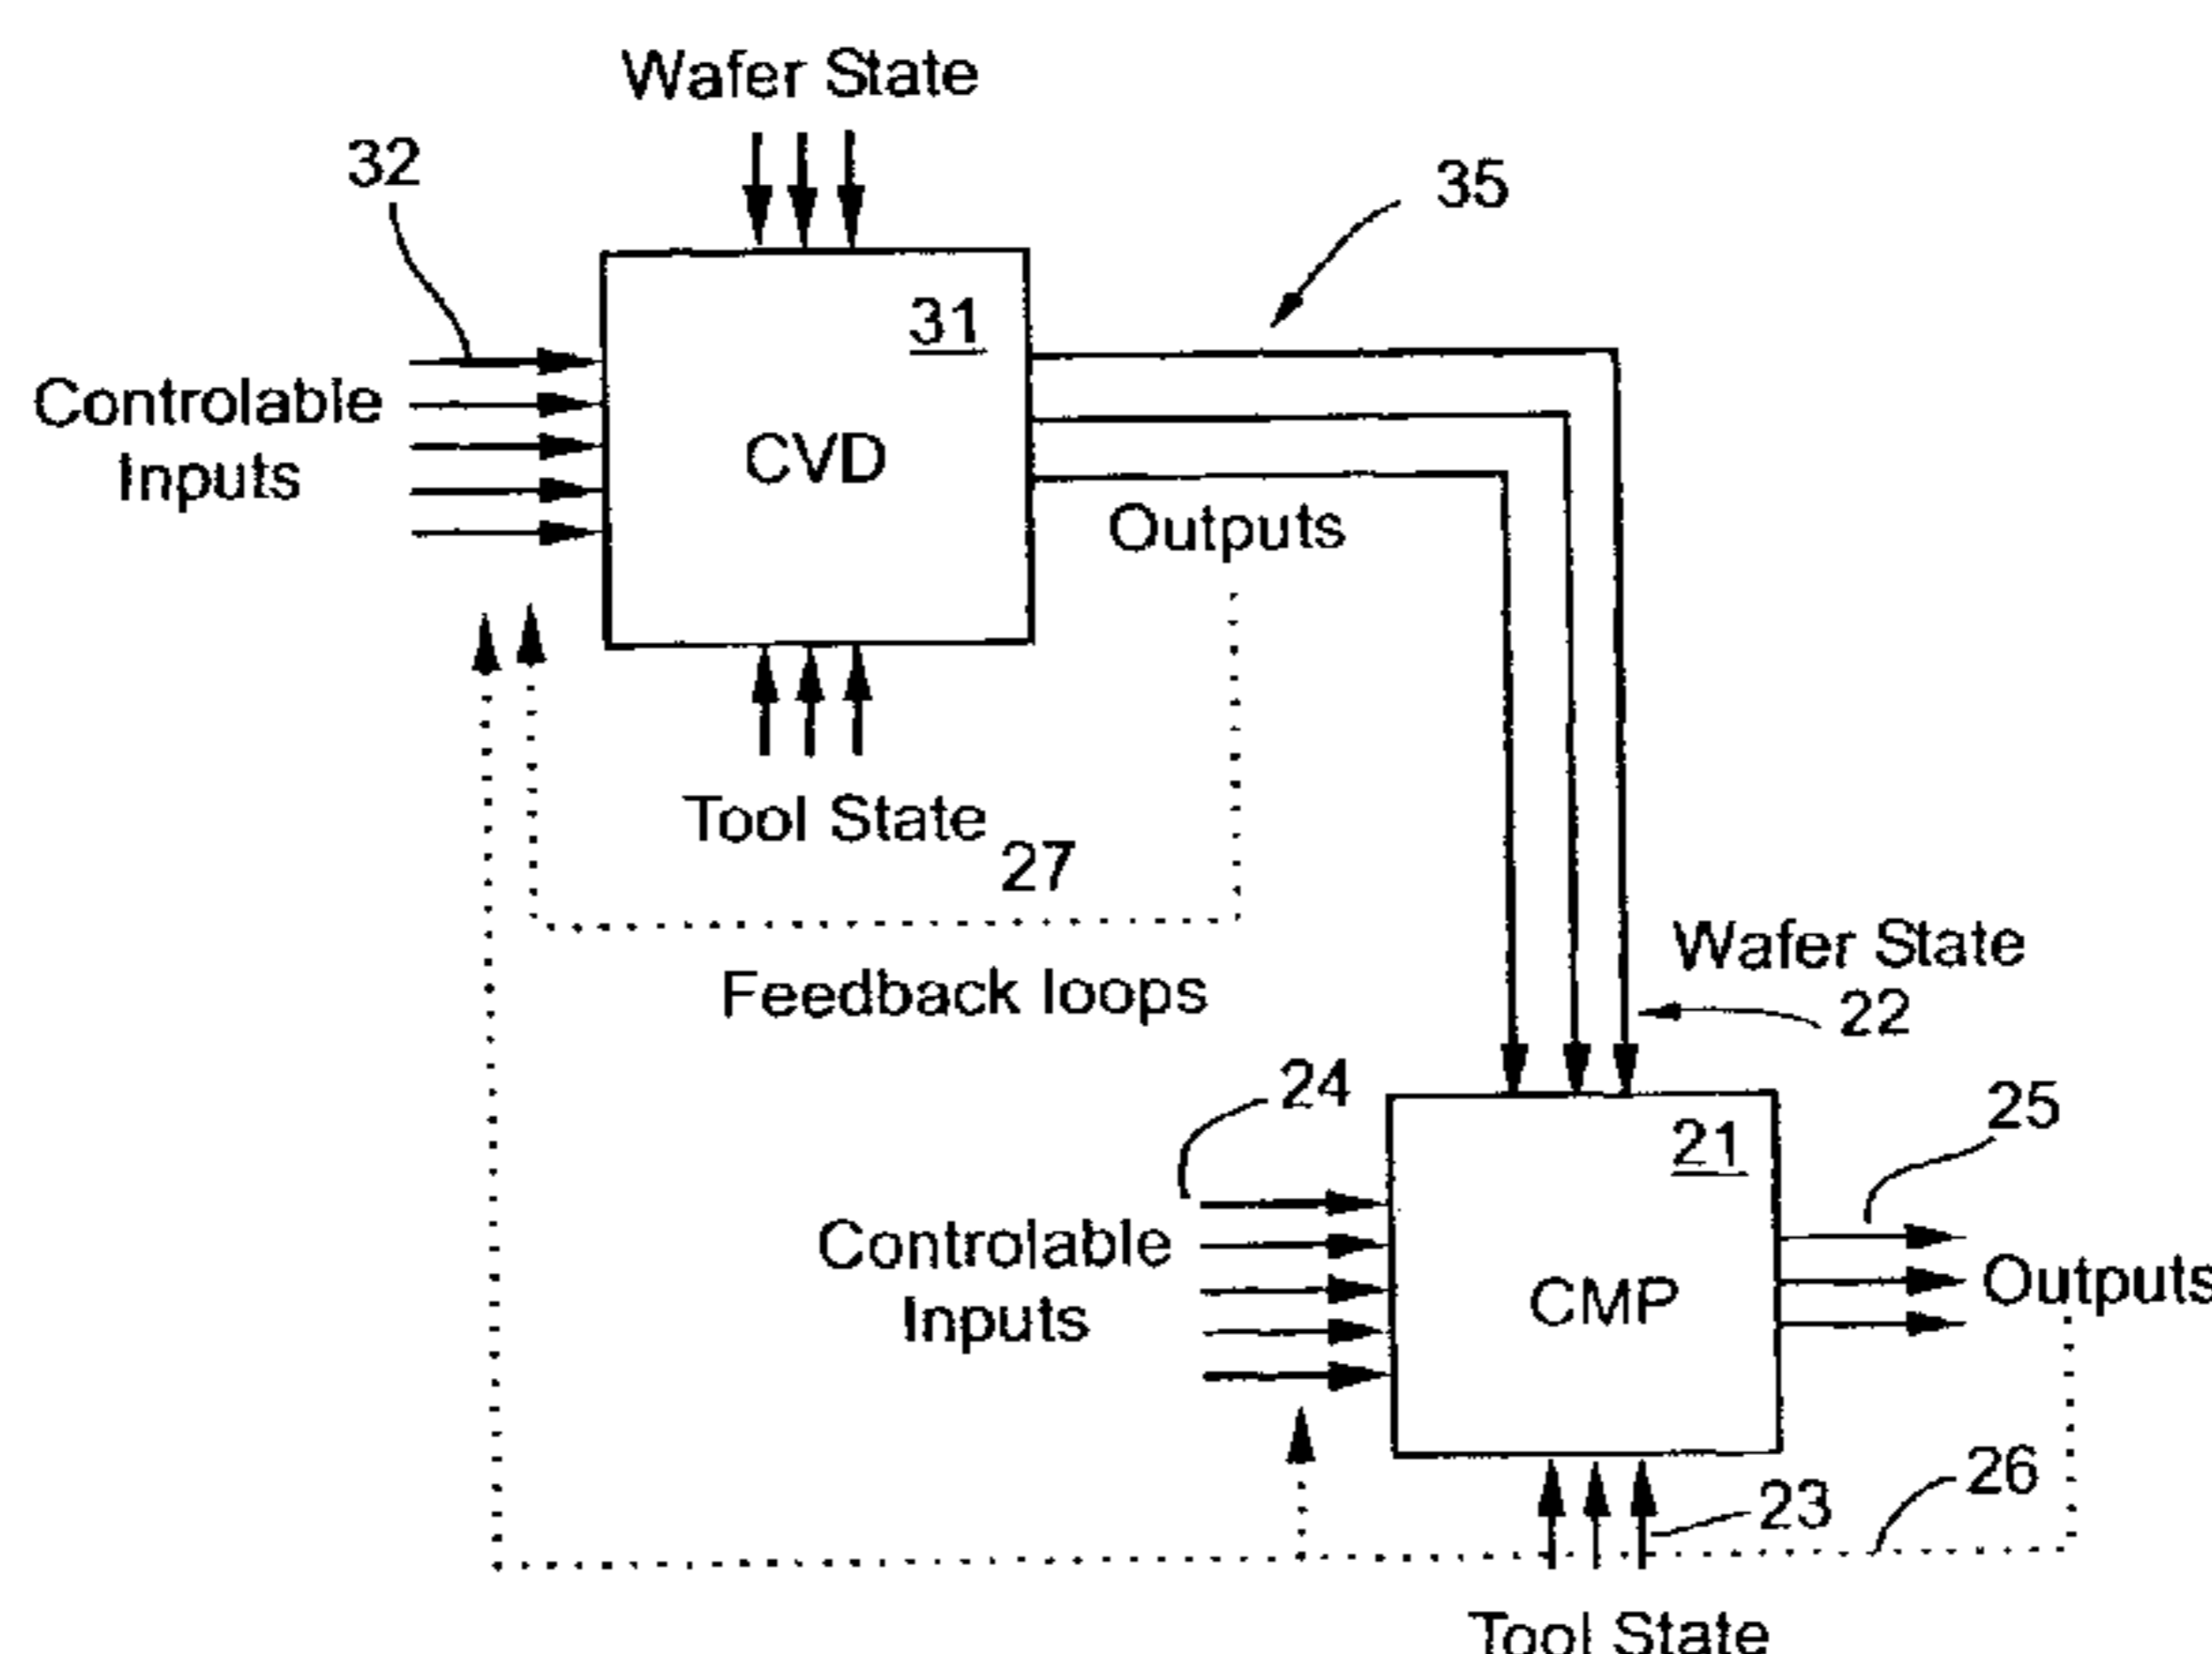 Wafer State
32
35
31
Controlable
Inputs
CVD
Outputs
Tool State
27
Feedback loops
Wafer State
22
24
25
21
Controlable
Inputs
CMP
Outputs
26
23
Tool State